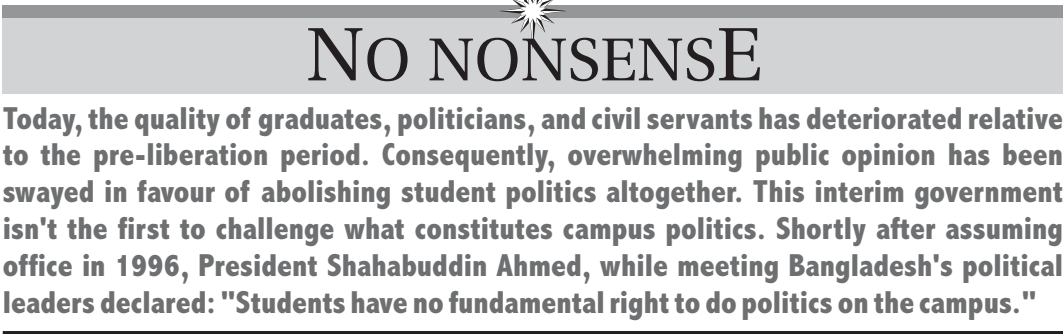 NO NONSENSE
Today, the quality of graduates, politicians, and civil servants has deteriorated relative
to the pre-liberation period. Consequently, overwhelming public opinion has been
swayed in favour of abolishing student politics altogether. This interim government
isn't the first to challenge what constitutes campus politics. Shortly after assuming
office in 1996, President Shahabuddin Ahmed, while meeting Bangladesh's political
leaders declared: "Students have no fundamental right to do politics on the campus."